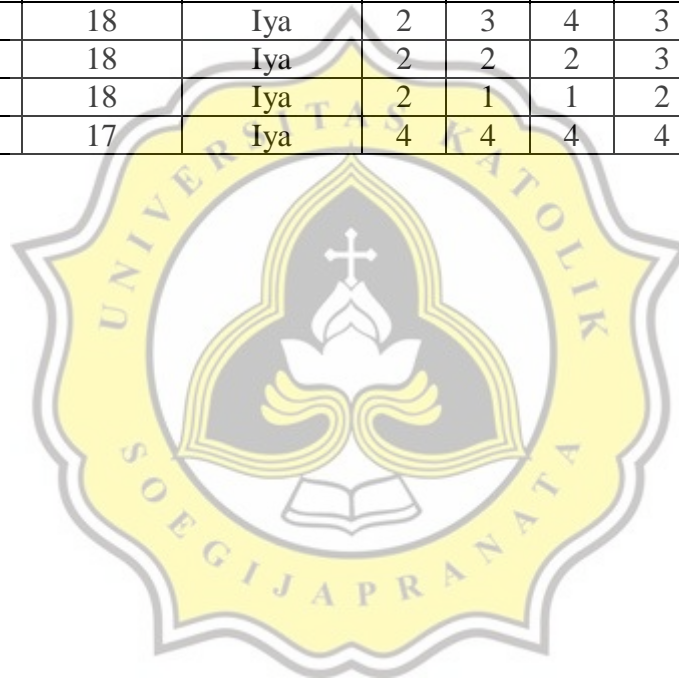 18 Iya 2 3 4 3
18 Iya 2 2 2 3
18 Iya 2 1 1 2
17 Iya 4 4 4 4
UNIVERSITAS KATOLIK
SOEGIJAPRANATA